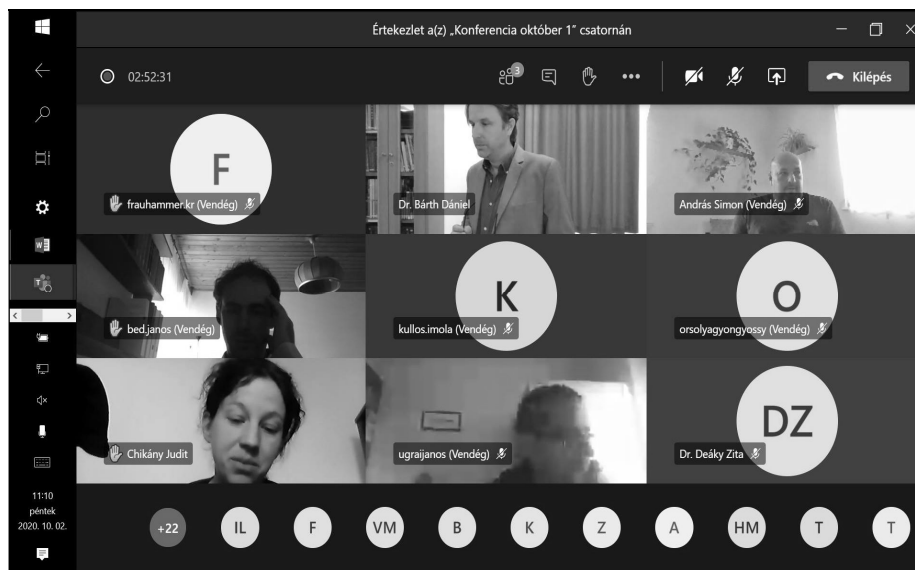 Értekezlet a(z) „Konferencia október 1” csatornán
02:52:31
3
Kilépés
F
frauhammer.kr (Vendég)
Dr. Bárth Dániel
András Simon (Vendég)
bed.janos (Vendég)
K
kullos.imola (Vendég)
O
orsolyagyongyossy (Vendég)
Chikány Judit
ugraijanos (Vendég)
DZ
Dr. Deáky Zita
W
T
11:10
péntek
2020. 10. 02.
+22
IL
F
VM
B
K
Z
A
HM
T
T